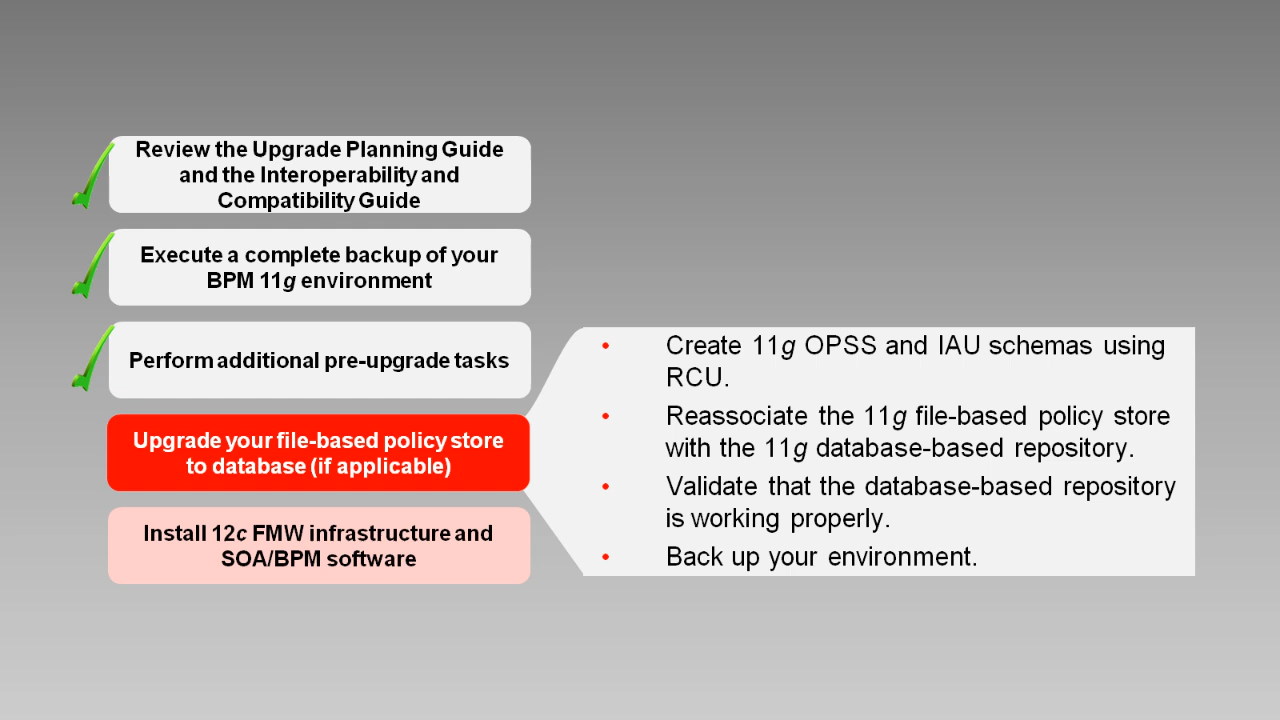 Review the Upgrade Planning Guide
and the Interoperability and
Compatibility Guide
Execute a complete backup of your
BPM 11g environment
Perform additional pre-upgrade tasks
Upgrade your file-based policy store
to database (if applicable)
Install 12c FMW infrastructure and
SOA/BPM software
• Create 11g OPSS and IAU schemas using
RCU.
• Reassociate the 11g file-based policy store
with the 11g database-based repository.
• Validate that the database-based repository
is working properly.
• Back up your environment.